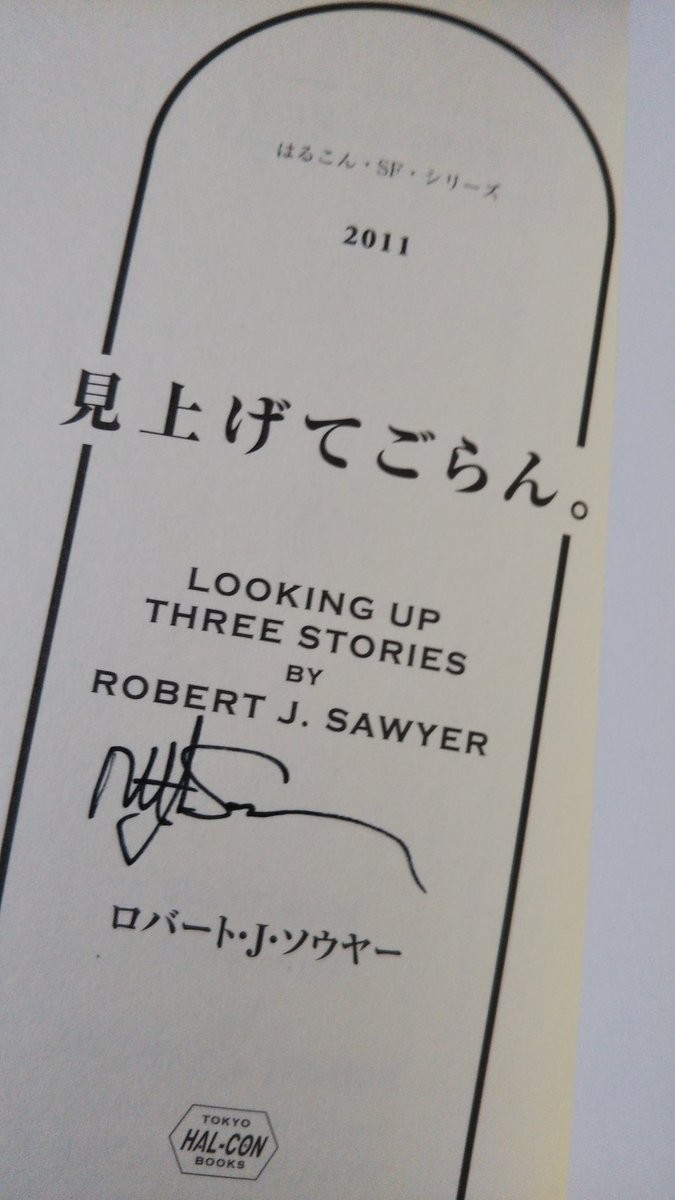 はるこん・SF・シリーズ
2011
見上げてごらん。
LOOKING UP
THREE STORIES
BY
ROBERT J. SAWYER
ロバート・J・ソウヤー
TOKYO
HAL-CON
BOOKS